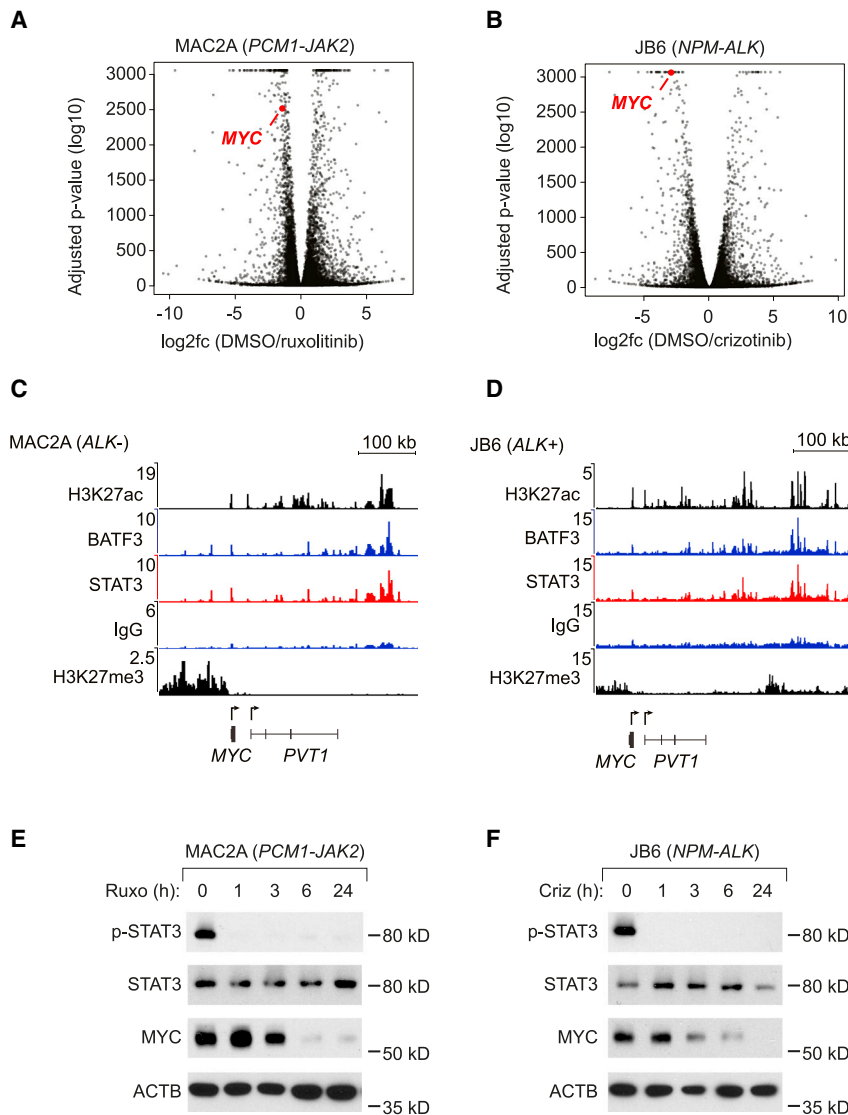 A
MAC2A (PCM1-JAK2)
3000
2500
2000
1500
1000
500
0
Adjusted p-value (log10)
MYC
-10 -5 0 5
log2fc (DMSO/ruxolitinib)
B
JB6 (NPM-ALK)
3000
2500
2000
1500
1000
500
0
Adjusted p-value (log10)
MYC
-5 0 5 10
log2fc (DMSO/crizotinib)
C
MAC2A (ALK-)
100 kb
19
H3K27ac
10
BATF3
10
STAT3
6
IgG
2.5
H3K27me3
MYC PVT1
D
JB6 (ALK+)
100 kb
5
H3K27ac
15
BATF3
15
STAT3
15
IgG
15
H3K27me3
MYC PVT1
E
MAC2A (PCM1-JAK2)
Ruxo (h): 0 1 3 6 24
p-STAT3 80 kD
STAT3 80 kD
MYC 50 kD
ACTB 35 kD
F
JB6 (NPM-ALK)
Criz (h): 0 1 3 6 24
p-STAT3 80 kD
STAT3 80 kD
MYC 50 kD
ACTB 35 kD